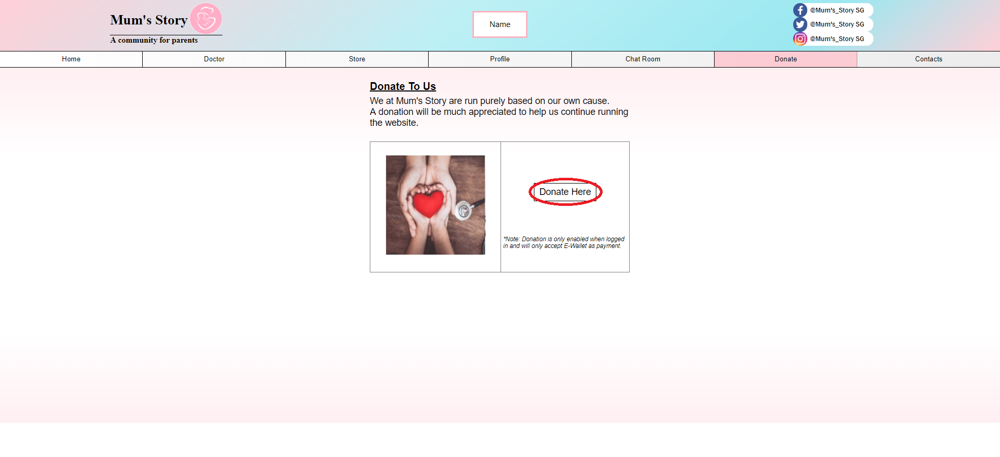 Mum's Story
A community for parents
Name
@Mum's_Story SG
@Mum's_Story SG
@Mum's_Story SG
Home
Doctor
Store
Profile
Chat Room
Donate
Contacts
Donate To Us
We at Mum's Story are run purely based on our own cause.
A donation will be much appreciated to help us continue running
the website.
Donate Here
*Note: Donation is only enabled when logged
in and will only accept E-Wallet as payment.